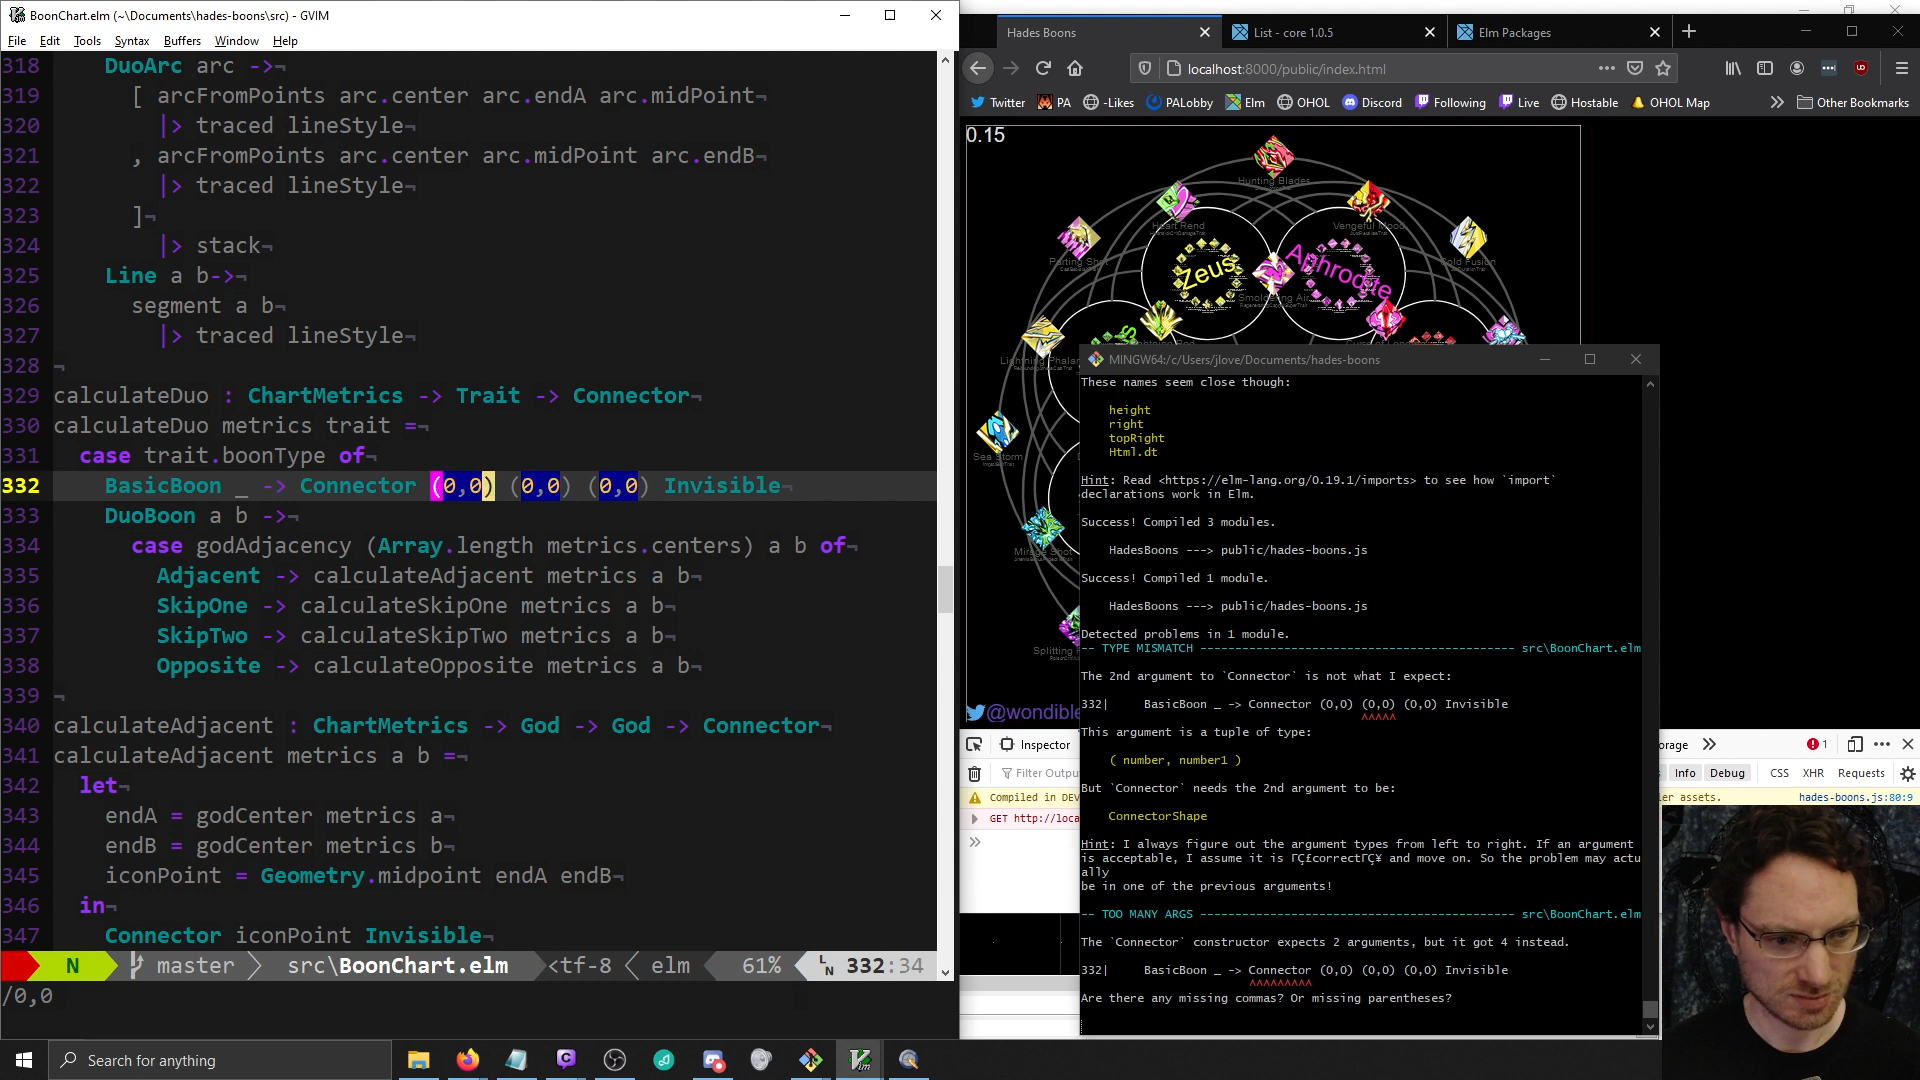 BoonChart.elm (~\Documents\hades-boons\src) - GVIM
File Edit Tools Syntax Buffers Window Help
318 DuoArc arc ->¬
319 [ arcFromPoints arc.center arc.endA arc.midPoint¬
320 |> traced lineStyle¬
321 , arcFromPoints arc.center arc.midPoint arc.endB¬
322 |> traced lineStyle¬
323 ]¬
324 |> stack¬
325 Line a b->¬
326 segment a b¬
327 |> traced lineStyle¬
328 ¬
329 calculateDuo : ChartMetrics -> Trait -> Connector¬
330 calculateDuo metrics trait =¬
331 case trait.boonType of¬
332 BasicBoon _ -> Connector (0,0) (0,0) (0,0) Invisible¬
333 DuoBoon a b ->¬
334 case godAdjacency (Array.length metrics.centers) a b of¬
335 Adjacent -> calculateAdjacent metrics a b¬
336 SkipOne -> calculateSkipOne metrics a b¬
337 SkipTwo -> calculateSkipTwo metrics a b¬
338 Opposite -> calculateOpposite metrics a b¬
339 ¬
340 calculateAdjacent : ChartMetrics -> God -> God -> Connector¬
341 calculateAdjacent metrics a b =¬
342 let¬
343 endA = godCenter metrics a¬
344 endB = godCenter metrics b¬
345 iconPoint = Geometry.midpoint endA endB¬
346 in¬
347 Connector iconPoint Invisible¬
N master src\BoonChart.elm <tf-8 elm 61% LN 332:34
/0,0
Hades Boons
List - core 1.0.5
Elm Packages
localhost:8000/public/index.html
Twitter PA -Likes PALobby Elm OHOL Discord Following Live Hostable OHOL Map Other Bookmarks
0.15
Hunting Blades
Heart Rend
Vengeful Mood
Parting Shot
Cold Fusion
Zeus
Aphrodite
Smoldering Air
Lightning Phalan
Sea Storm
Mirage Shot
Splitting
@wondible
MINGW64:/c/Users/jlove/Documents/hades-boons
These names seem close though:
height
right
topRight
Html.dt
Hint: Read <https://elm-lang.org/0.19.1/imports> to see how `import`
declarations work in Elm.
Success! Compiled 3 modules.
HadesBoons ---> public/hades-boons.js
Success! Compiled 1 module.
HadesBoons ---> public/hades-boons.js
Detected problems in 1 module.
-- TYPE MISMATCH ------------------------------------------- src\BoonChart.elm
The 2nd argument to `Connector` is not what I expect:
332| BasicBoon _ -> Connector (0,0) (0,0) (0,0) Invisible
^^^^^
This argument is a tuple of type:
( number, number1 )
But `Connector` needs the 2nd argument to be:
ConnectorShape
Hint: I always figure out the argument types from left to right. If an argument
is acceptable, I assume it is ΓÇ£correctΓÇ¥ and move on. So the problem may actu
ally
be in one of the previous arguments!
-- TOO MANY ARGS ------------------------------------------- src\BoonChart.elm
The `Connector` constructor expects 2 arguments, but it got 4 instead.
332| BasicBoon _ -> Connector (0,0) (0,0) (0,0) Invisible
^^^^^^^^^
Are there any missing commas? Or missing parentheses?
Inspector
orage
1
Filter Outpu
Info Debug CSS XHR Requests
Compiled in DEV
ler assets. hades-boons.js:80:9
GET http://loca
Search for anything